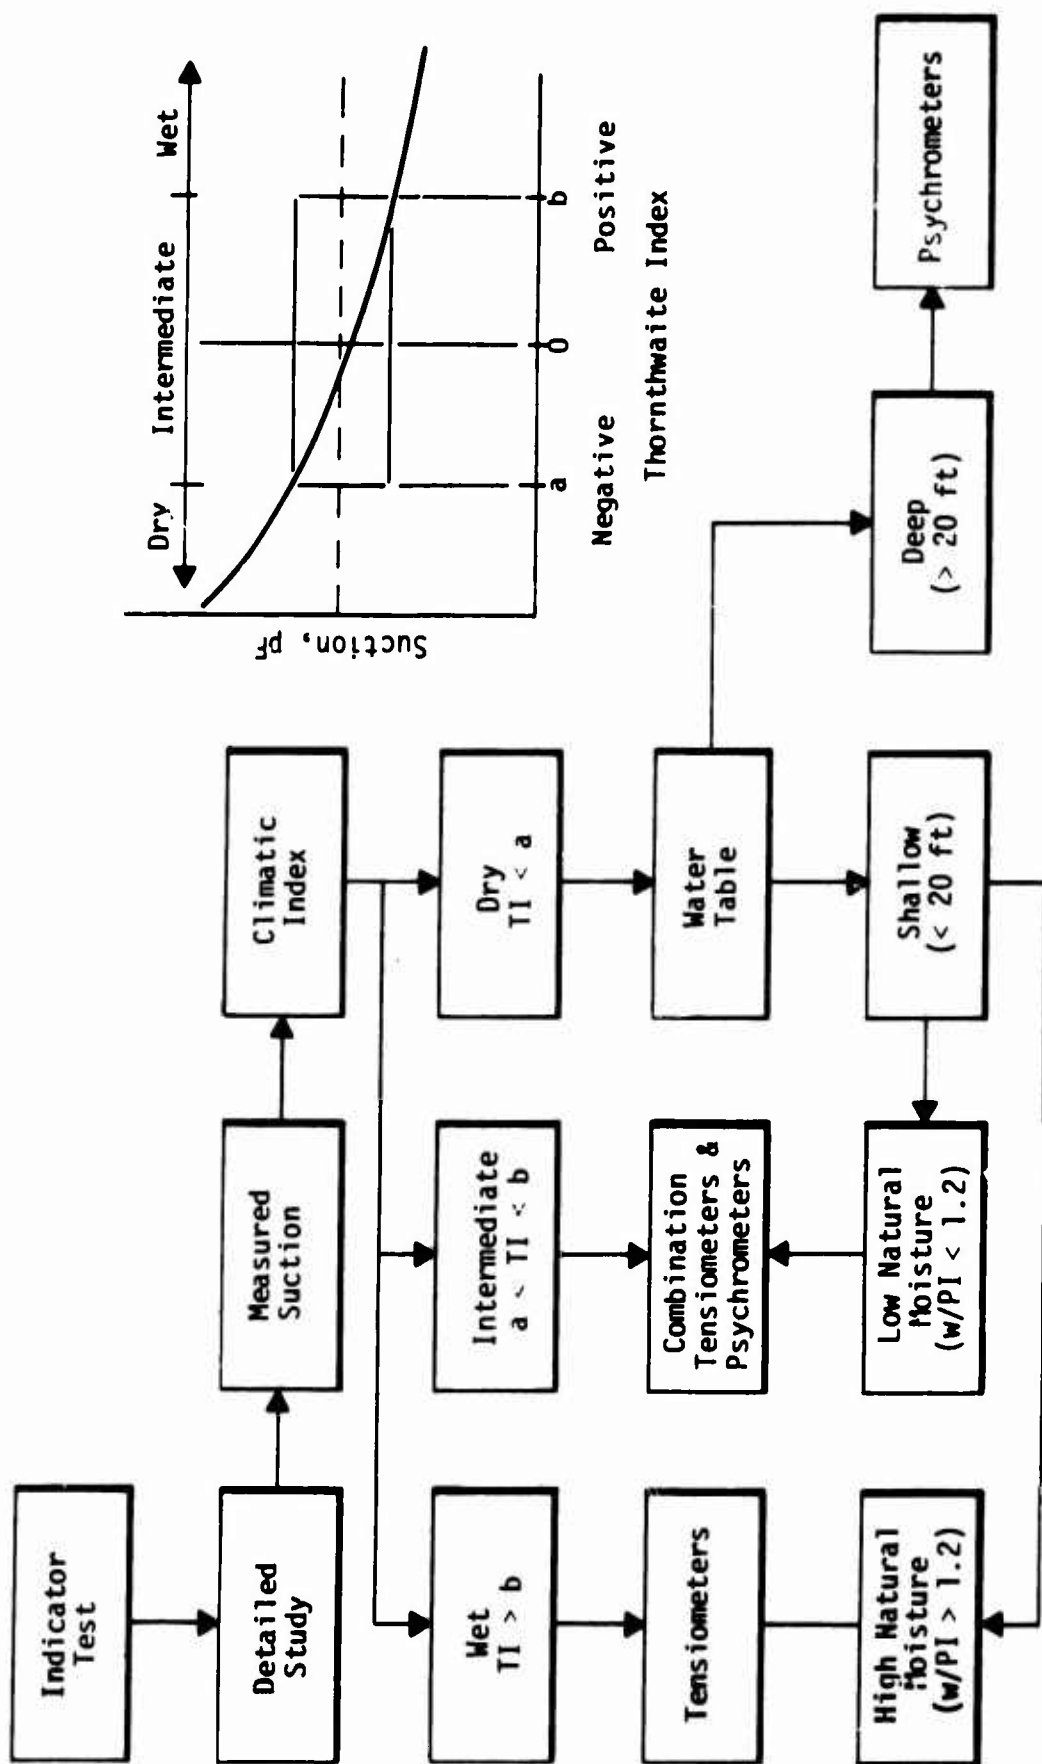 Indicator
Test
Detailed
Study
Measured
Suction
Climatic
Index
Wet
TI > b
Intermediate
a < TI < b
Dry
TI < a
Tensiometers
Combination
Tensiometers &
Psychrometers
Water
Table
High Natural
Moisture
(w/PI > 1.2)
Low Natural
Moisture
(w/PI < 1.2)
Shallow
(< 20 ft)
Deep
(> 20 ft)
Psychrometers
Dry
Intermediate
Wet
Suction, pF
a
0
b
Negative
Positive
Thornthwaite Index